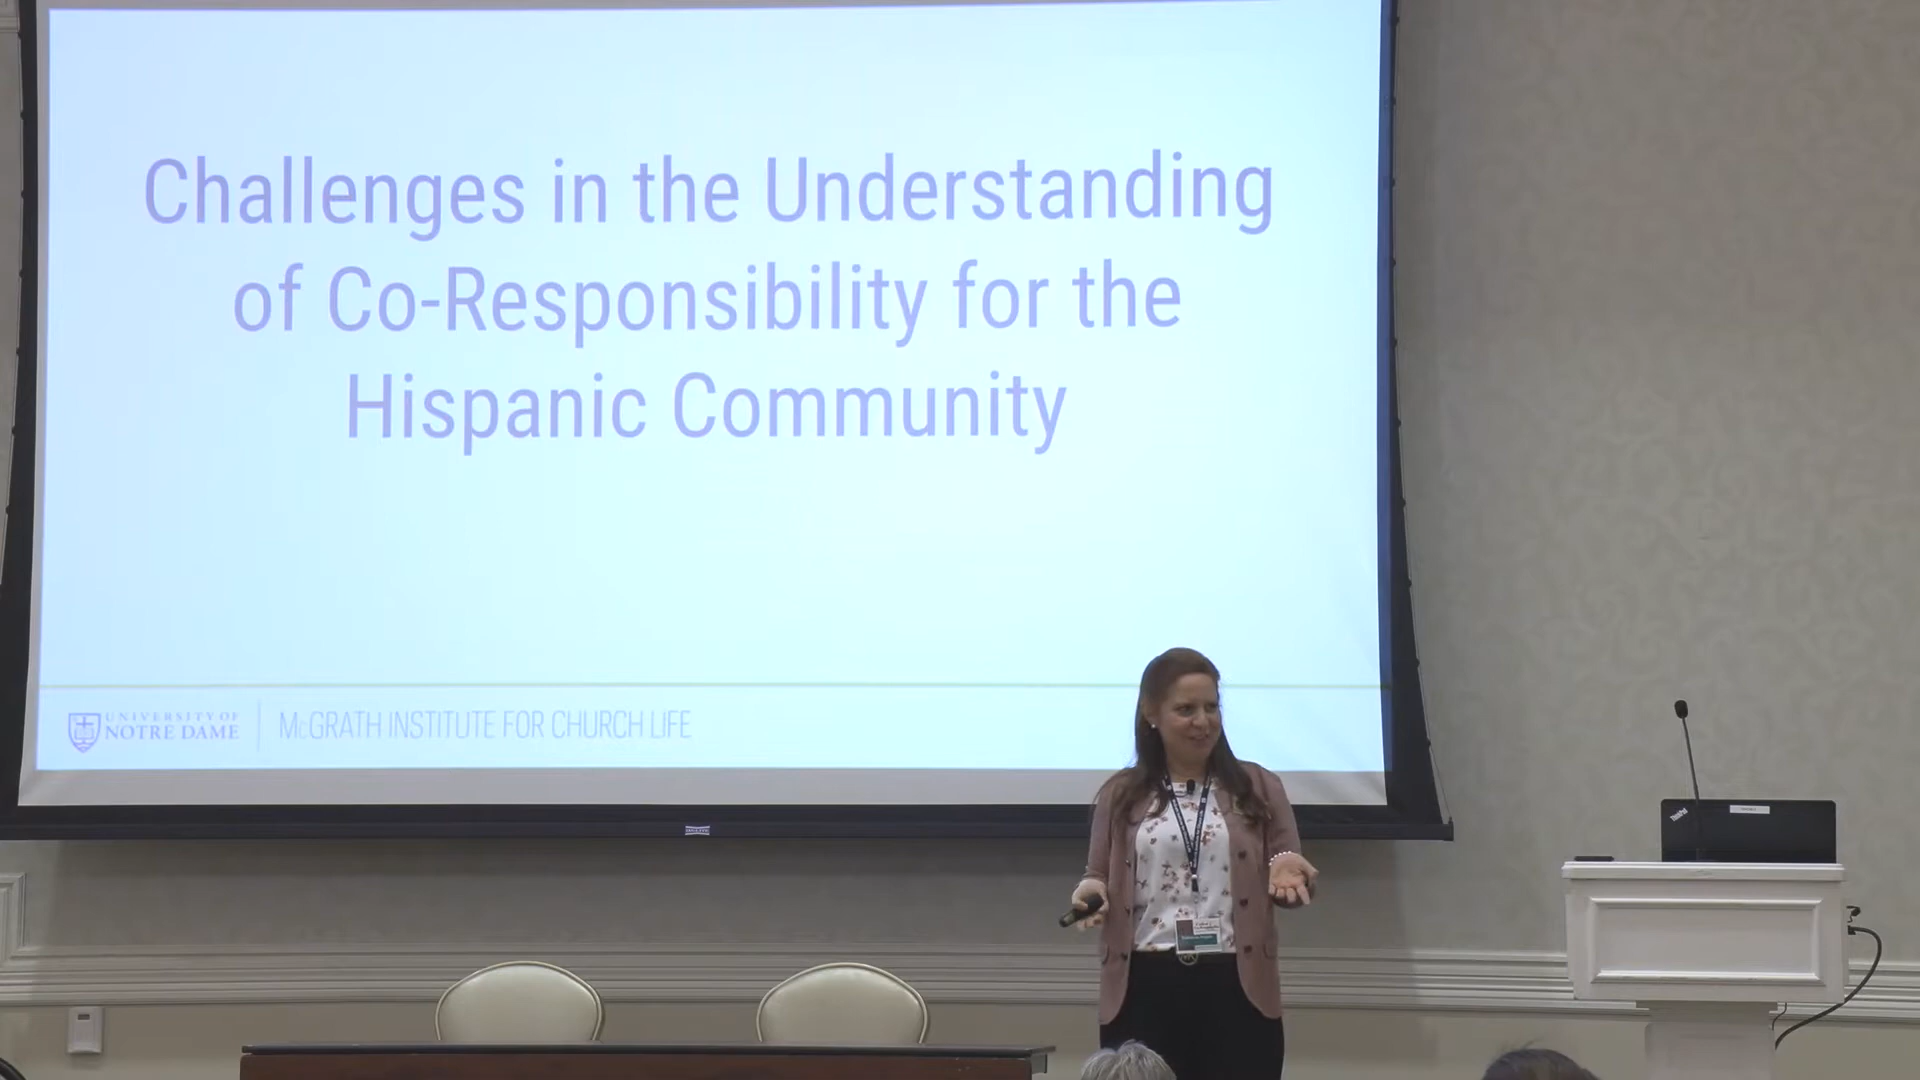 Challenges in the Understanding
of Co-Responsibility for the
Hispanic Community
UNIVERSITY OF
NOTRE DAME
McGRATH INSTITUTE FOR CHURCH LIFE
ThinkPad